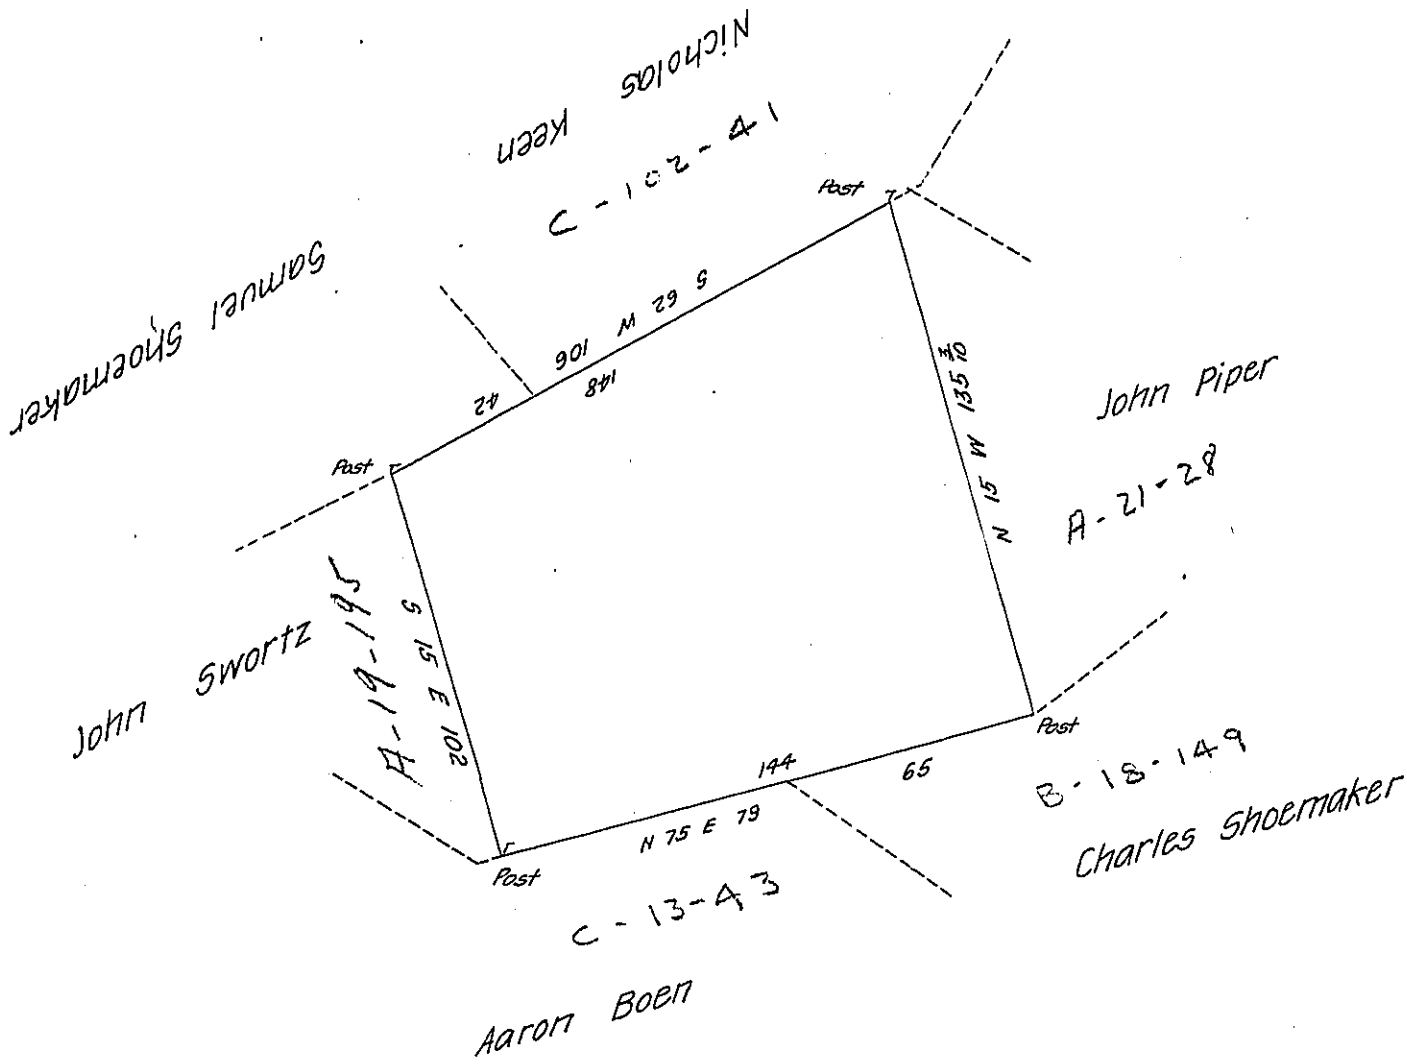 Nicholas Keen
C - 102 - 41
Samuel Shoemaker
Post
S 62 W 106
148
42
Post
N 15 W 135 3/10
John Piper
A - 21 - 28
John Swortz
A-19-195
S 15 E 102
Post
144
65
N 75 E 79
Post
B - 18 - 149
Charles Shoemaker
C - 13-43
Aaron Boen